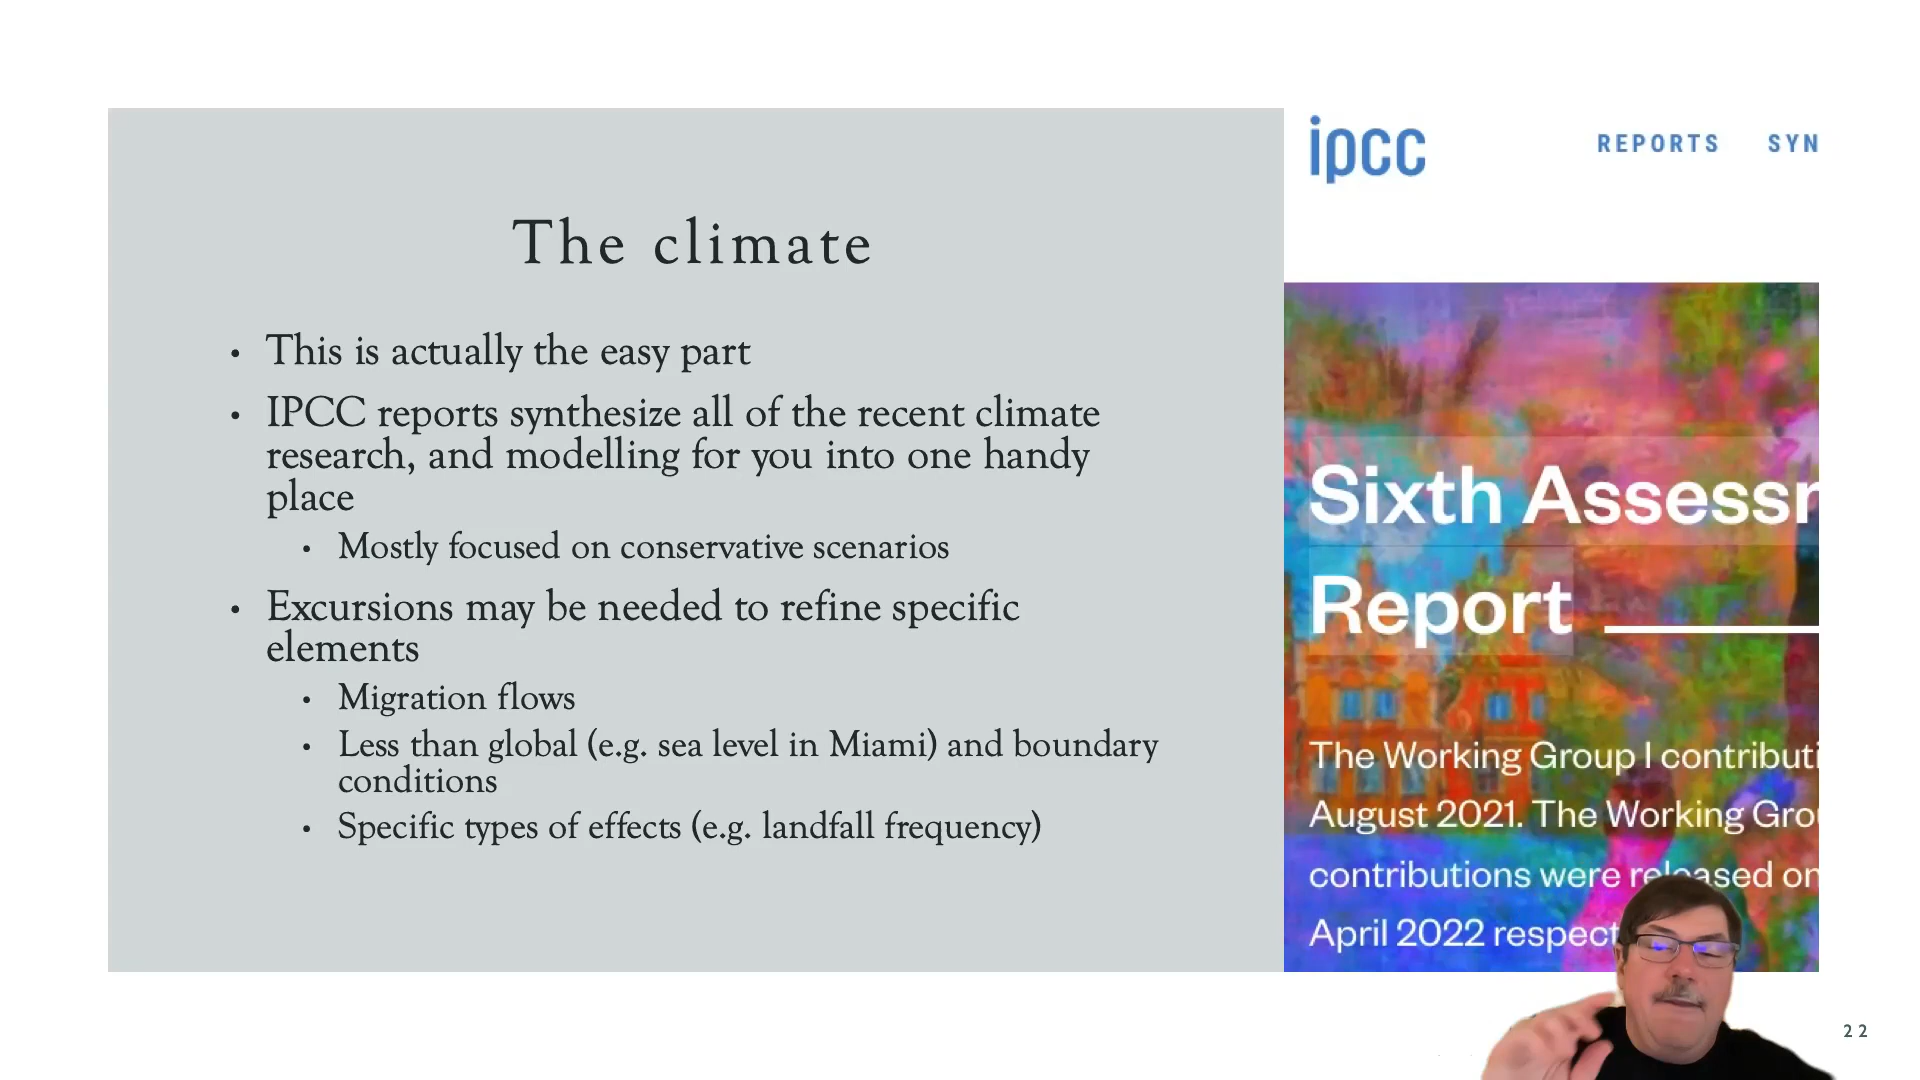 The climate
• This is actually the easy part
• IPCC reports synthesize all of the recent climate
research, and modelling for you into one handy
place
• Mostly focused on conservative scenarios
• Excursions may be needed to refine specific
elements
• Migration flows
• Less than global (e.g. sea level in Miami) and boundary
conditions
• Specific types of effects (e.g. landfall frequency)
ipcc
REPORTS SYN
Sixth Assessm
Report
The Working Group I contributi
August 2021. The Working Gro
contributions were released on
April 2022 respect
22